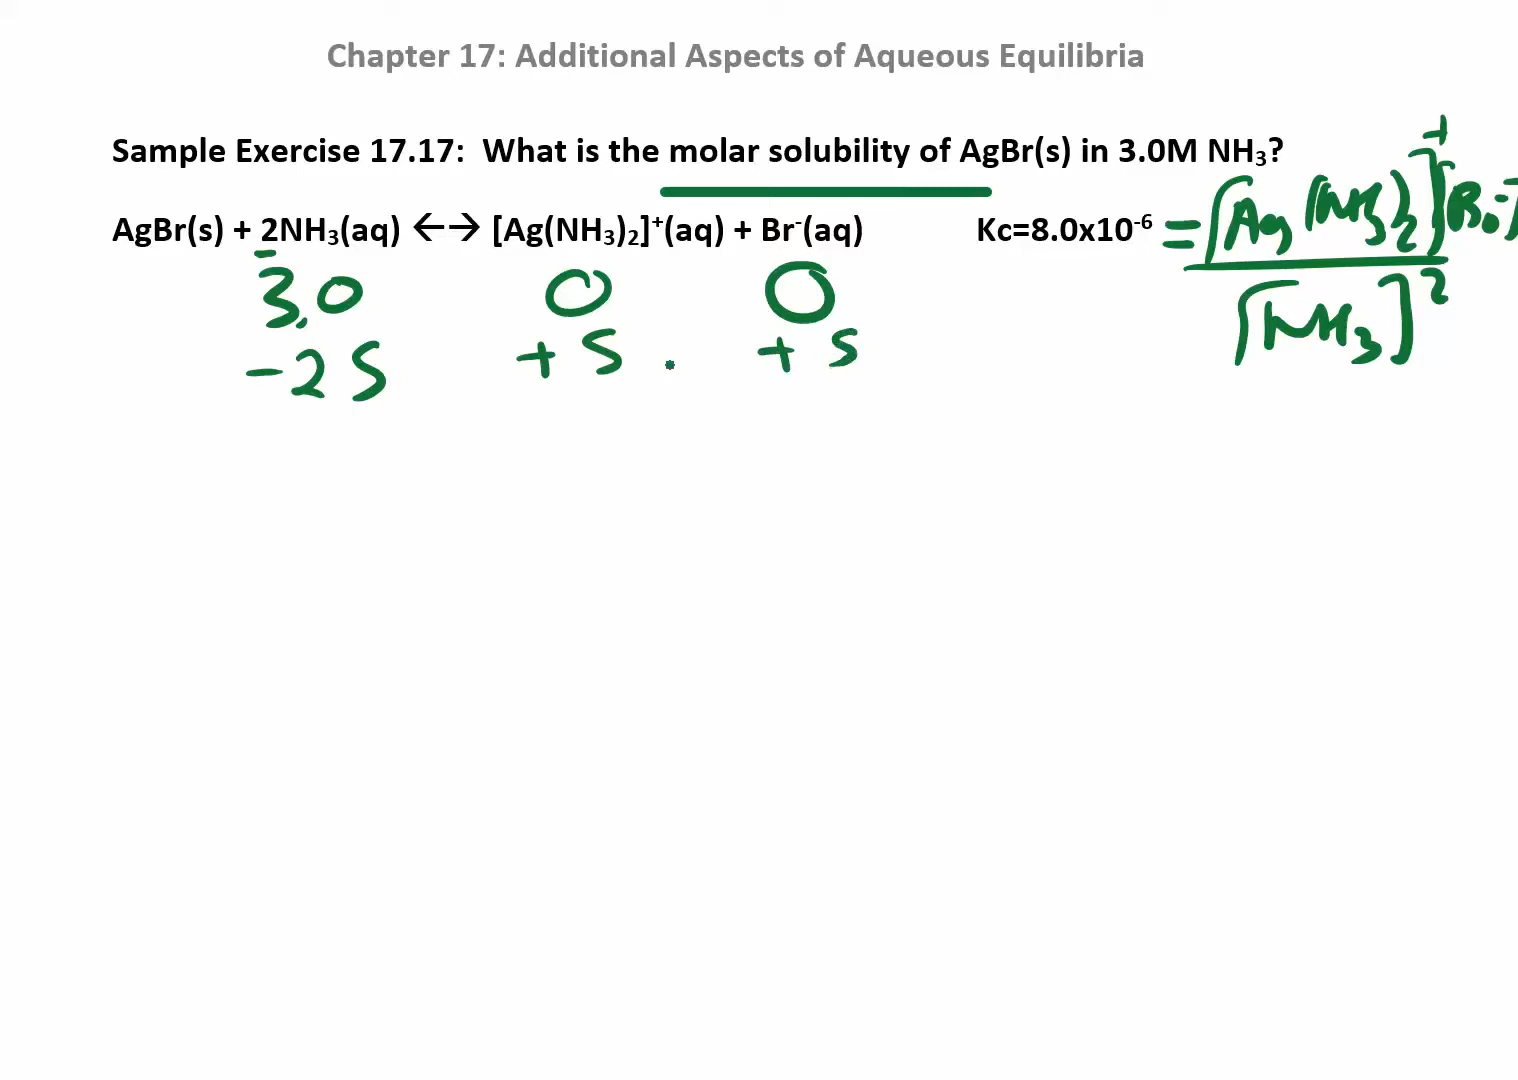 Chapter 17: Additional Aspects of Aqueous Equilibria
Sample Exercise 17.17: What is the molar solubility of AgBr(s) in 3.0M NH₃?
AgBr(s) + 2NH₃(aq) ←→ [Ag(NH₃)₂]⁺(aq) + Br⁻(aq) Kc=8.0x10⁻⁶ = [Ag(NH₃)₂]⁺[Br⁻]
[NH₃]²
3.0 0 0
-2S +S +S